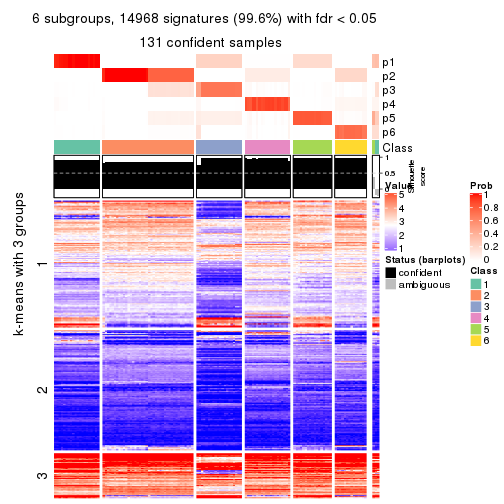 6 subgroups, 14968 signatures (99.6%) with fdr < 0.05
131 confident samples
p1
p2
p3
p4
p5
p6
Class
1
0.5
0
Silhouette
score
k-means with 3 groups
1
2
3
Value
5
4
3
2
1
Status (barplots)
confident
ambiguous
Prob
1
0.8
0.6
0.4
0.2
0
Class
1
2
3
4
5
6